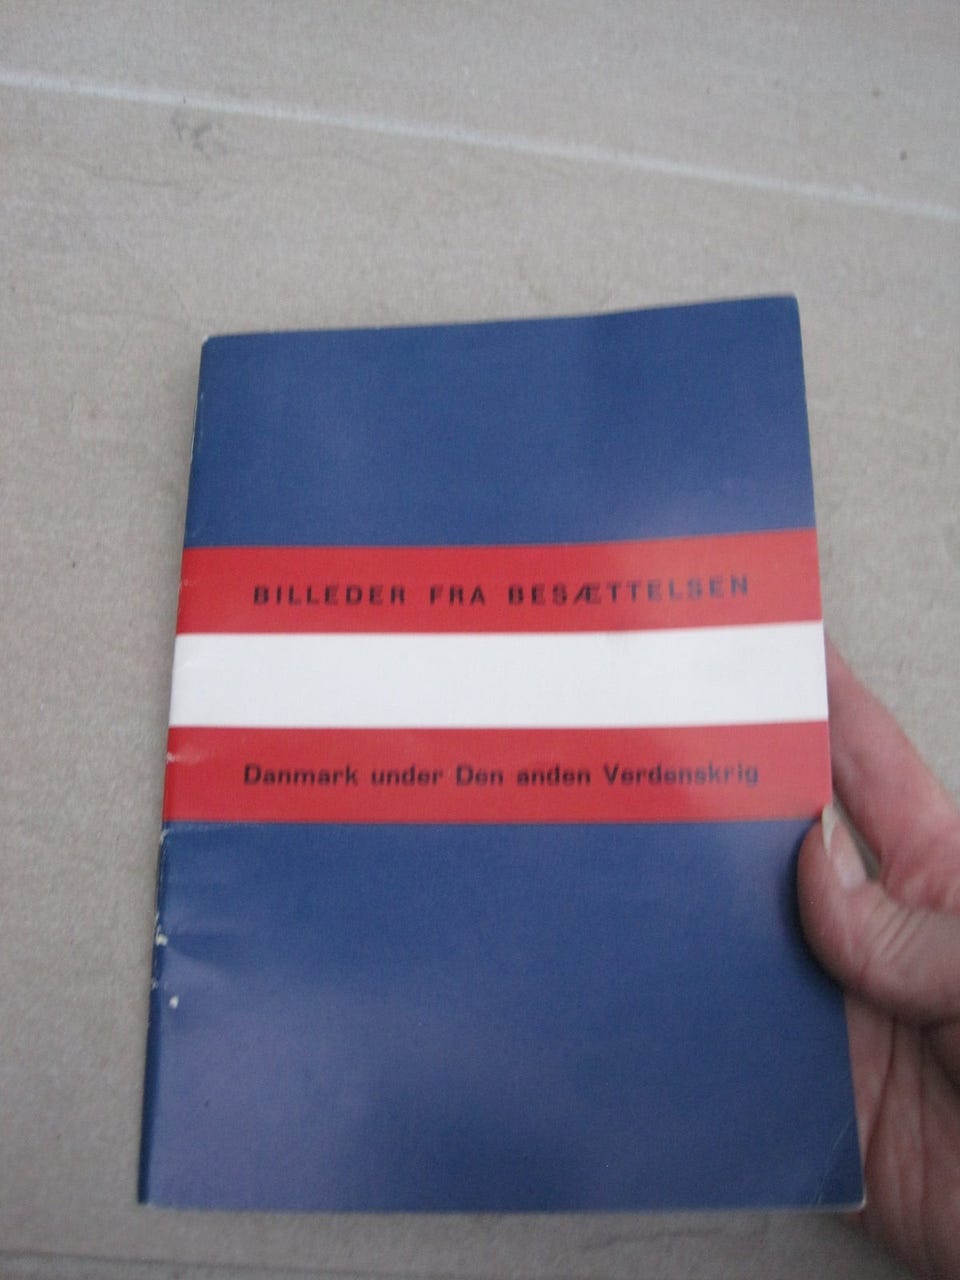 BILLEDER FRA BESÆTTELSEN
Danmark under Den anden Verdenskrig